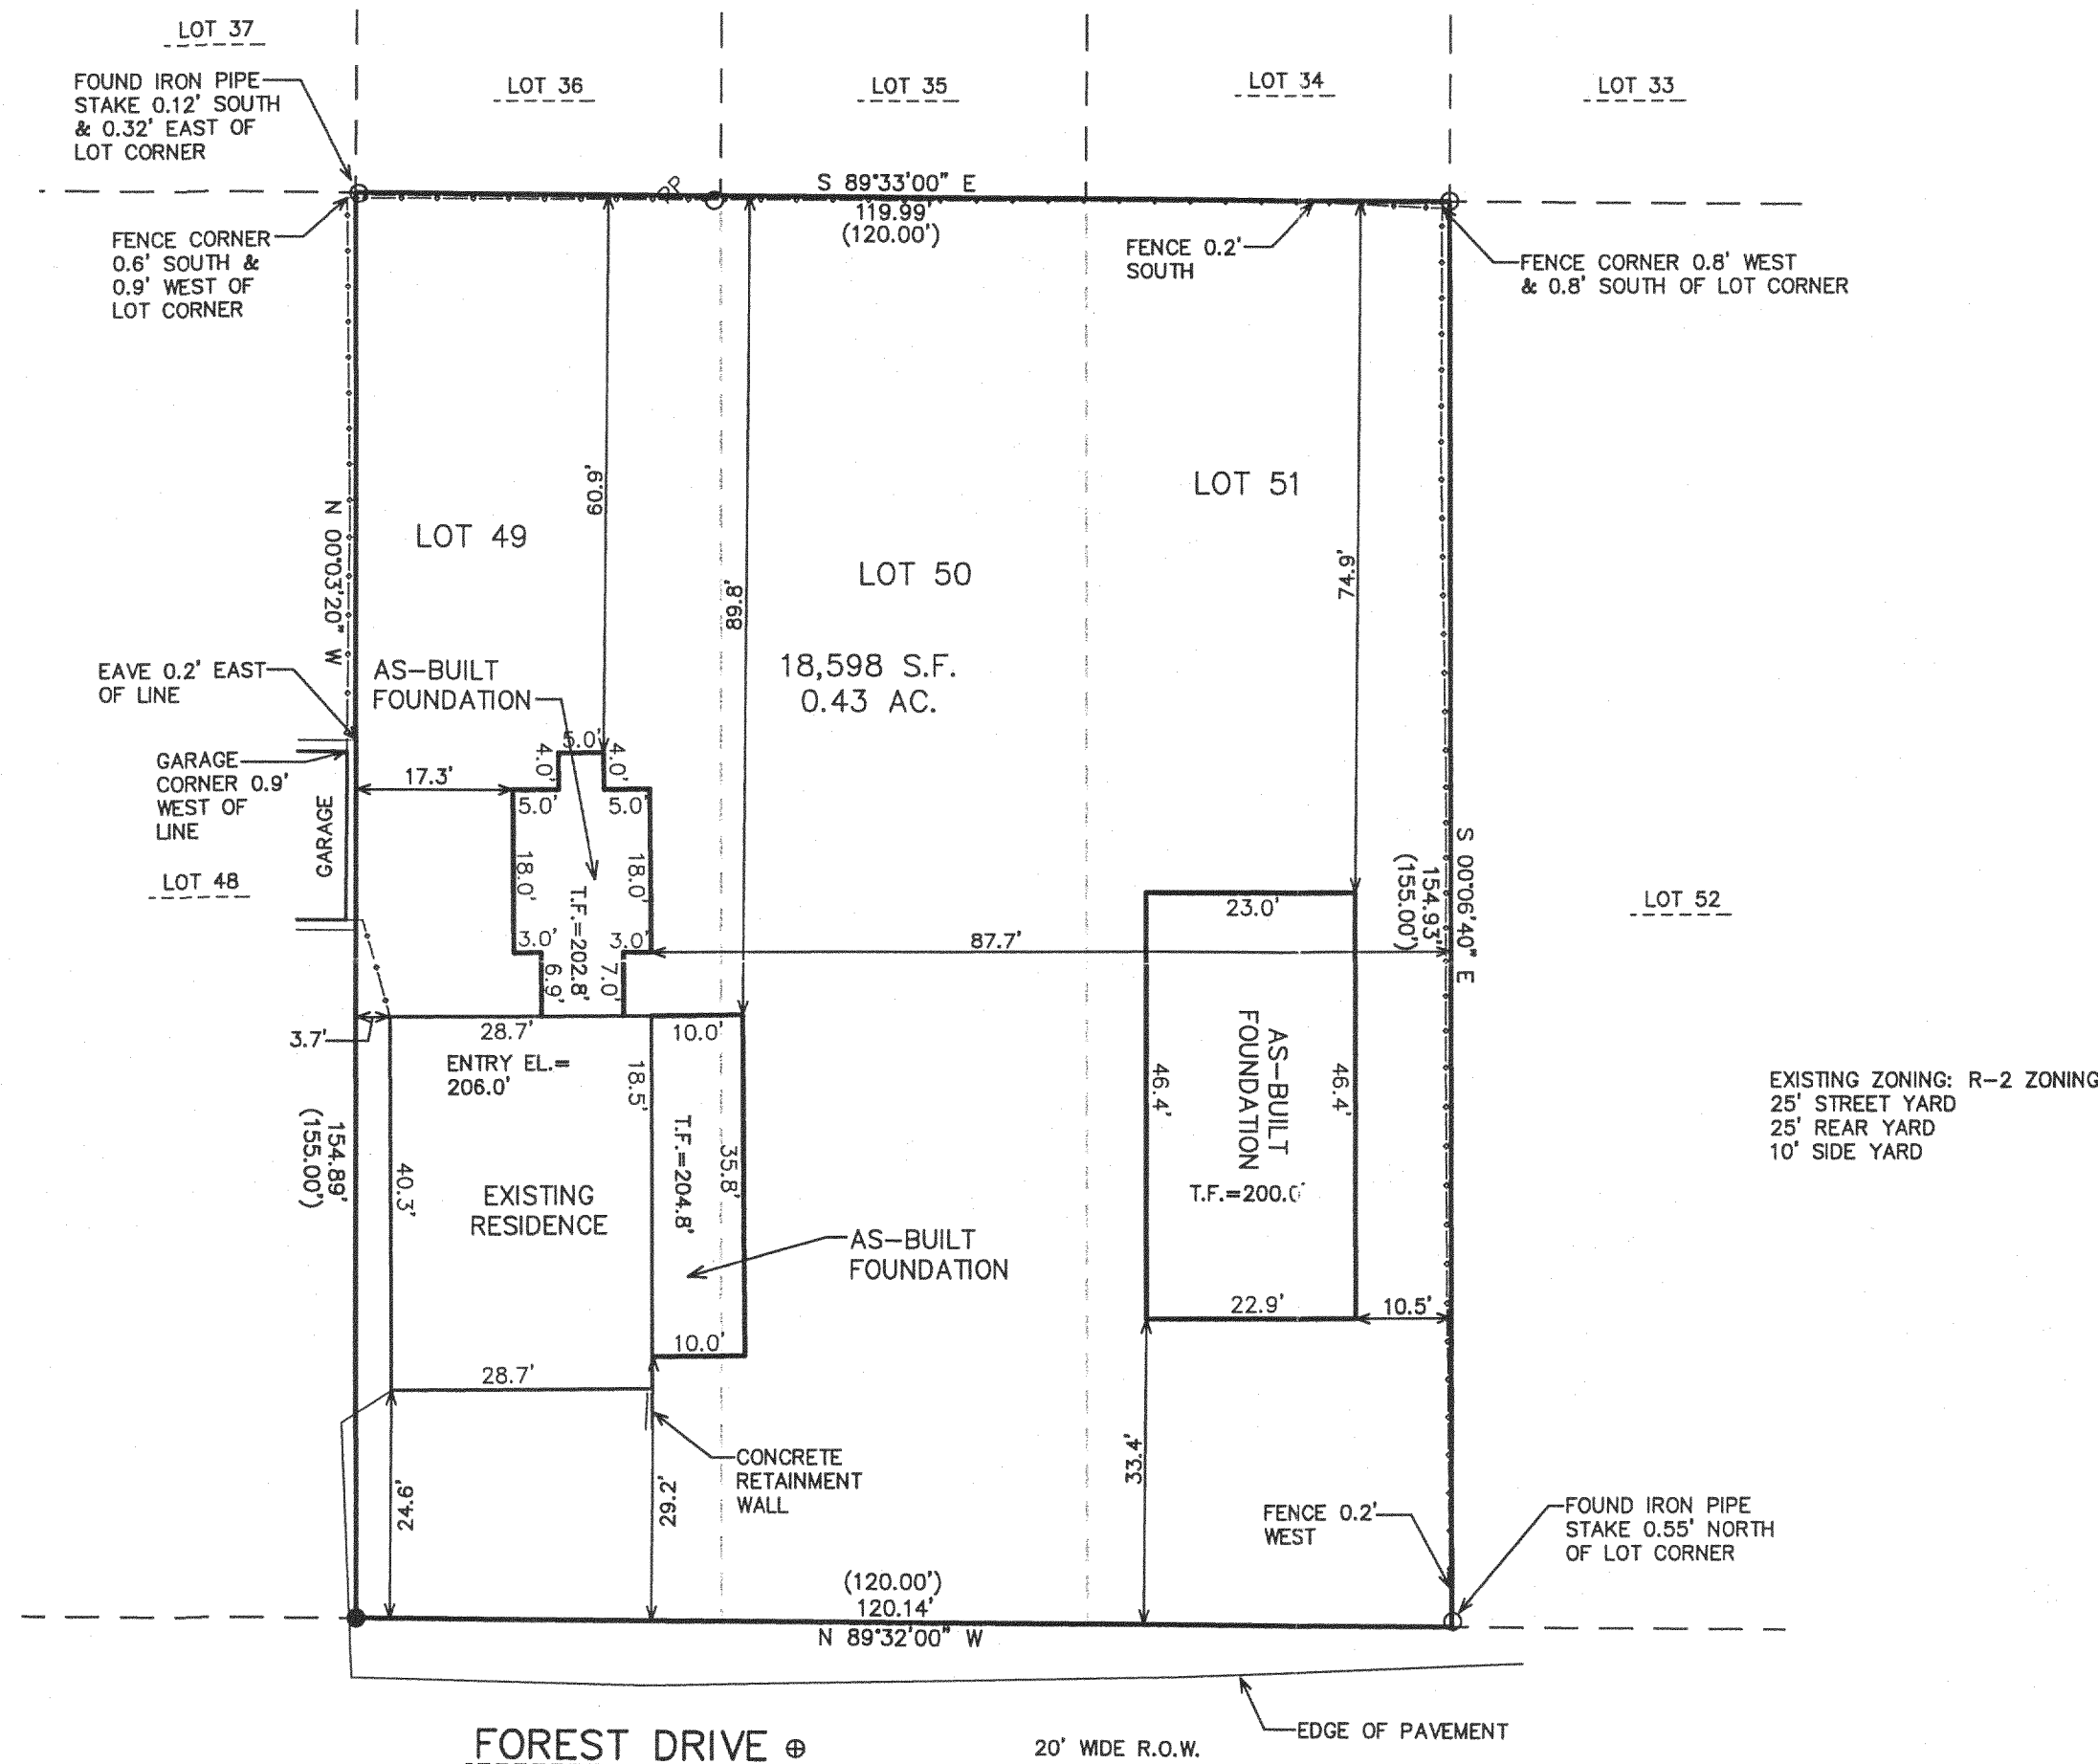 LOT 37
LOT 36
LOT 35
LOT 34
LOT 33
FOUND IRON PIPE
STAKE 0.12' SOUTH
& 0.32' EAST OF
LOT CORNER
PP
S 89°33'00" E
119.99'
(120.00')
FENCE CORNER
0.6' SOUTH &
0.9' WEST OF
LOT CORNER
FENCE 0.2'
SOUTH
FENCE CORNER 0.8' WEST
& 0.8' SOUTH OF LOT CORNER
N 00°03'20" W
60.9'
89.8'
74.9'
LOT 49
LOT 50
LOT 51
18,598 S.F.
0.43 AC.
EAVE 0.2' EAST
OF LINE
AS-BUILT
FOUNDATION
GARAGE
CORNER 0.9'
WEST OF
LINE
GARAGE
LOT 48
17.3'
5.0'
4.0'
4.0'
5.0'
5.0'
18.0'
18.0'
T.F.=202.8'
3.0'
3.0'
6.9'
7.0'
87.7'
23.0'
S 00°06'40" E
154.93'
(155.00')
LOT 52
3.7'
28.7'
10.0'
ENTRY EL.=
206.0'
18.5'
T.F.=204.8'
35.8'
46.4'
AS-BUILT
FOUNDATION
46.4'
T.F.=200.0'
EXISTING ZONING: R-2 ZONING
25' STREET YARD
25' REAR YARD
10' SIDE YARD
154.89'
(155.00')
40.3'
EXISTING
RESIDENCE
AS-BUILT
FOUNDATION
22.9'
10.5'
10.0'
28.7'
24.6'
29.2'
CONCRETE
RETAINMENT
WALL
33.4'
FENCE 0.2'
WEST
FOUND IRON PIPE
STAKE 0.55' NORTH
OF LOT CORNER
(120.00')
120.14'
N 89°32'00" W
EDGE OF PAVEMENT
FOREST DRIVE
20' WIDE R.O.W.